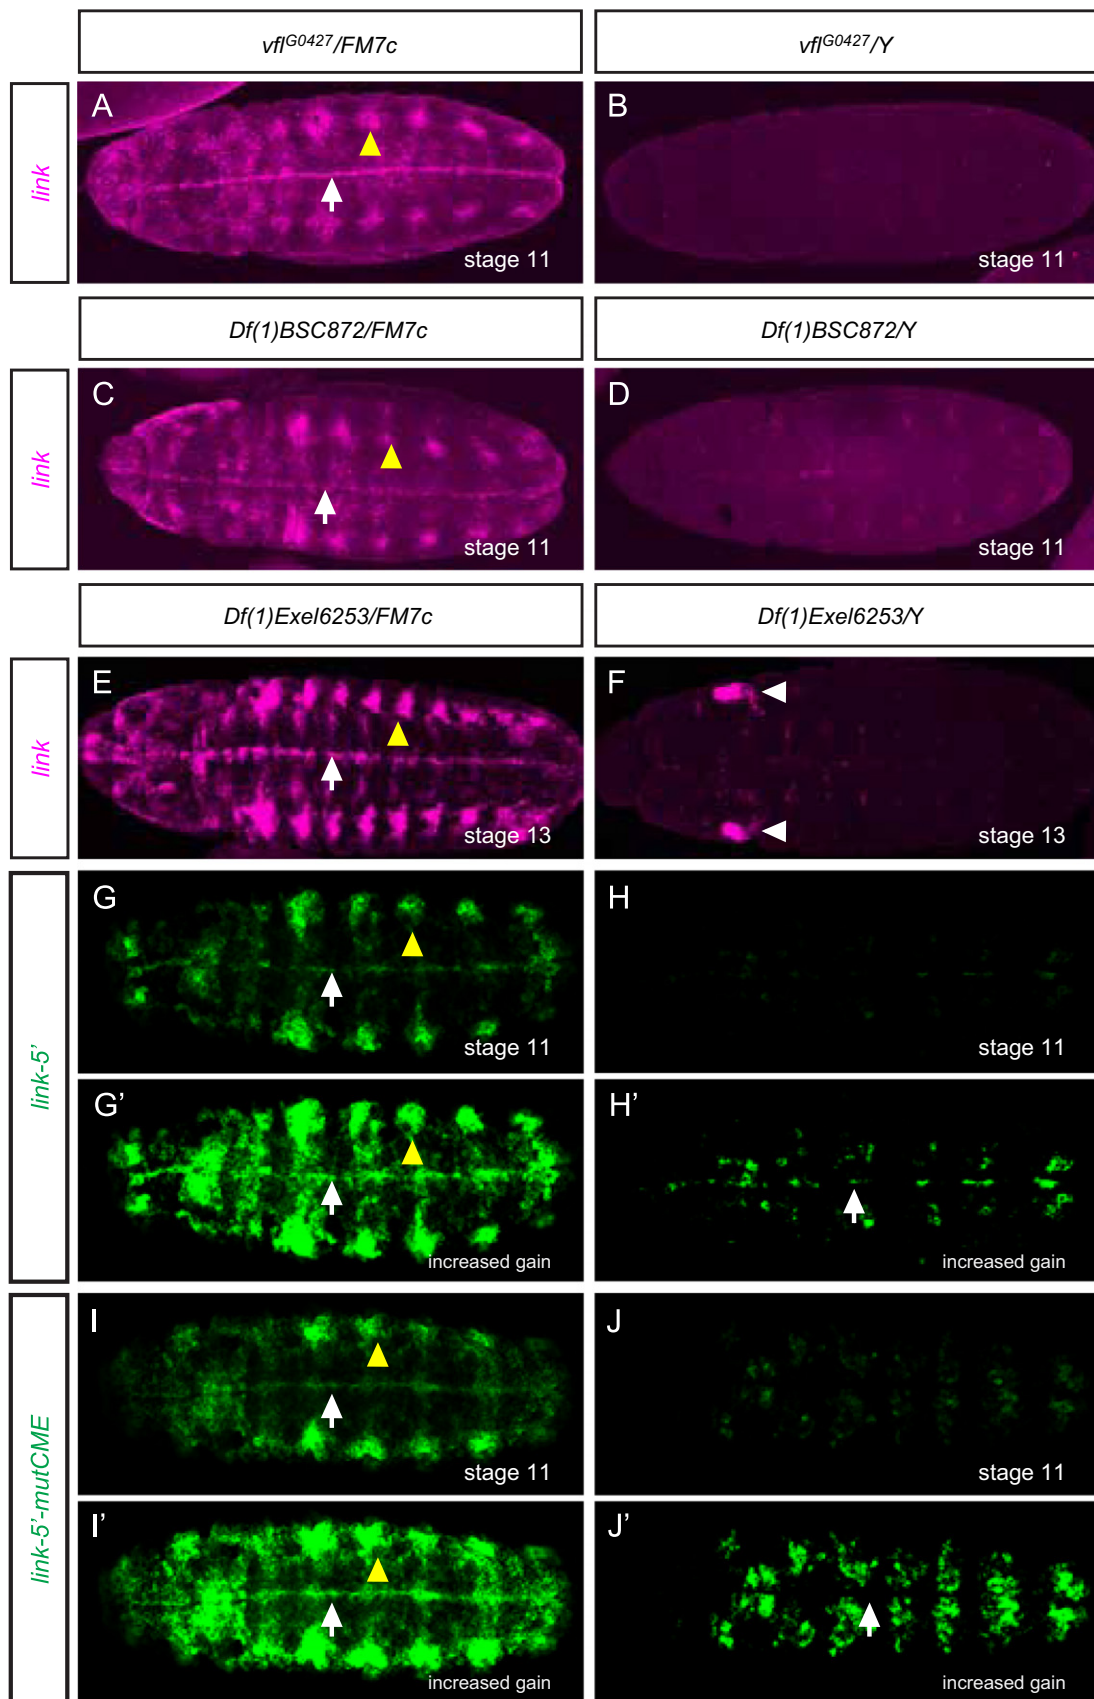 vfl^G0427/FM7c
vfl^G0427/Y
link
A
stage 11
B
stage 11
Df(1)BSC872/FM7c
Df(1)BSC872/Y
link
C
stage 11
D
stage 11
Df(1)Exel6253/FM7c
Df(1)Exel6253/Y
link
E
stage 13
F
stage 13
link-5'
G
stage 11
H
stage 11
G'
increased gain
H'
increased gain
link-5'-mutCME
I
stage 11
J
stage 11
I'
increased gain
J'
increased gain